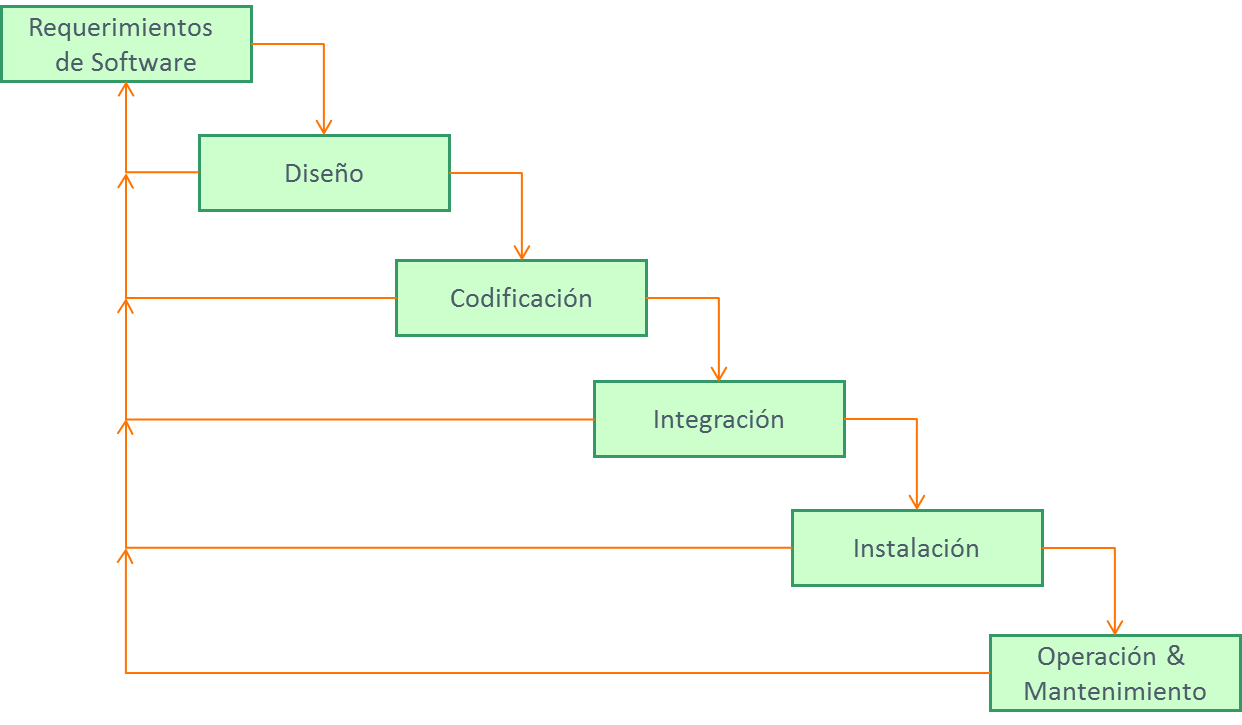 Requerimientos
de Software
Diseño
Codificación
Integración
Instalación
Operación &
Mantenimiento